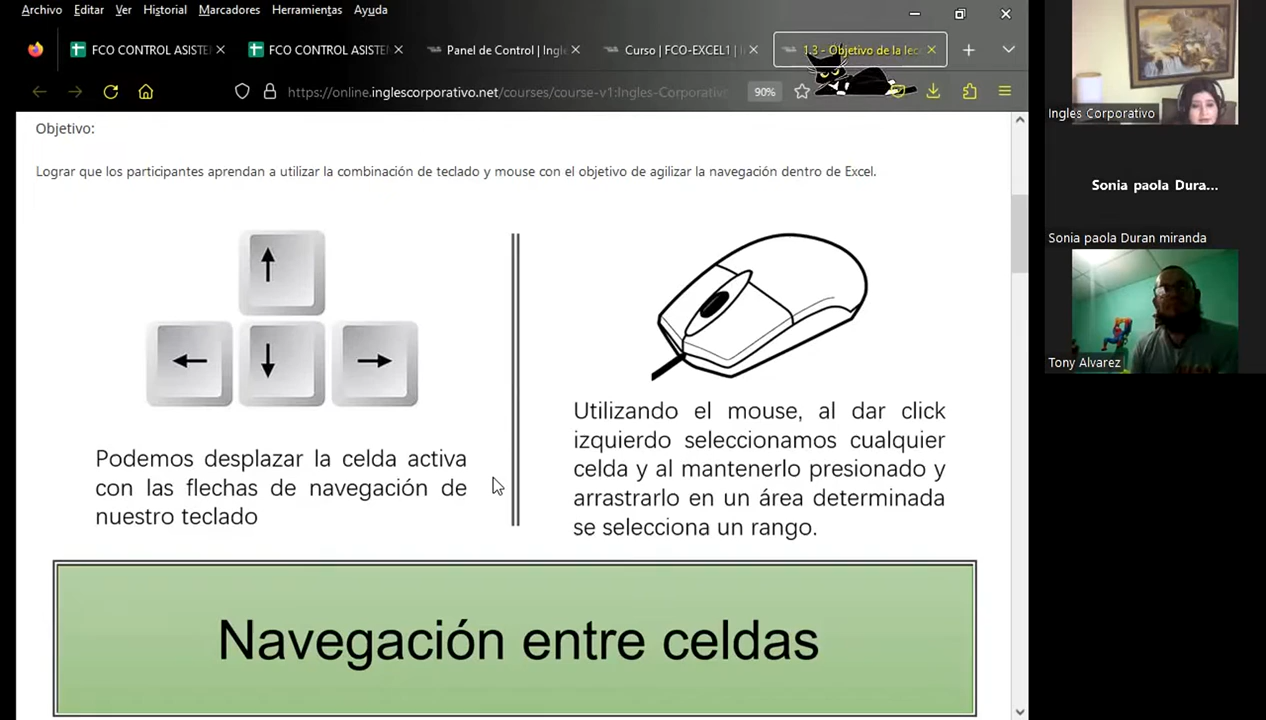 Archivo Editar Ver Historial Marcadores Herramientas Ayuda
FCO CONTROL ASISTE
FCO CONTROL ASISTE
Panel de Control | Ingle
Curso | FCO-EXCEL1 |
1.3 - Objetivo de la lec
https://online.inglescorporativo.net/courses/course-v1:Ingles-Corporativo
90%
Objetivo:
Lograr que los participantes aprendan a utilizar la combinación de teclado y mouse con el objetivo de agilizar la navegación dentro de Excel.
Podemos desplazar la celda activa
con las flechas de navegación de
nuestro teclado
Utilizando el mouse, al dar click
izquierdo seleccionamos cualquier
celda y al mantenerlo presionado y
arrastrarlo en un área determinada
se selecciona un rango.
Navegación entre celdas
Ingles Corporativo
Sonia paola Dura...
Sonia paola Duran miranda
Tony Alvarez